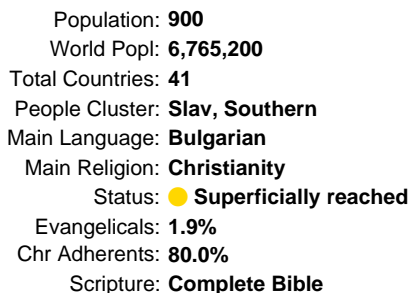 Population: 900
World Popl: 6,765,200
Total Countries: 41
People Cluster: Slav, Southern
Main Language: Bulgarian
Main Religion: Christianity
Status: Superficially reached
Evangelicals: 1.9%
Chr Adherents: 80.0%
Scripture: Complete Bible